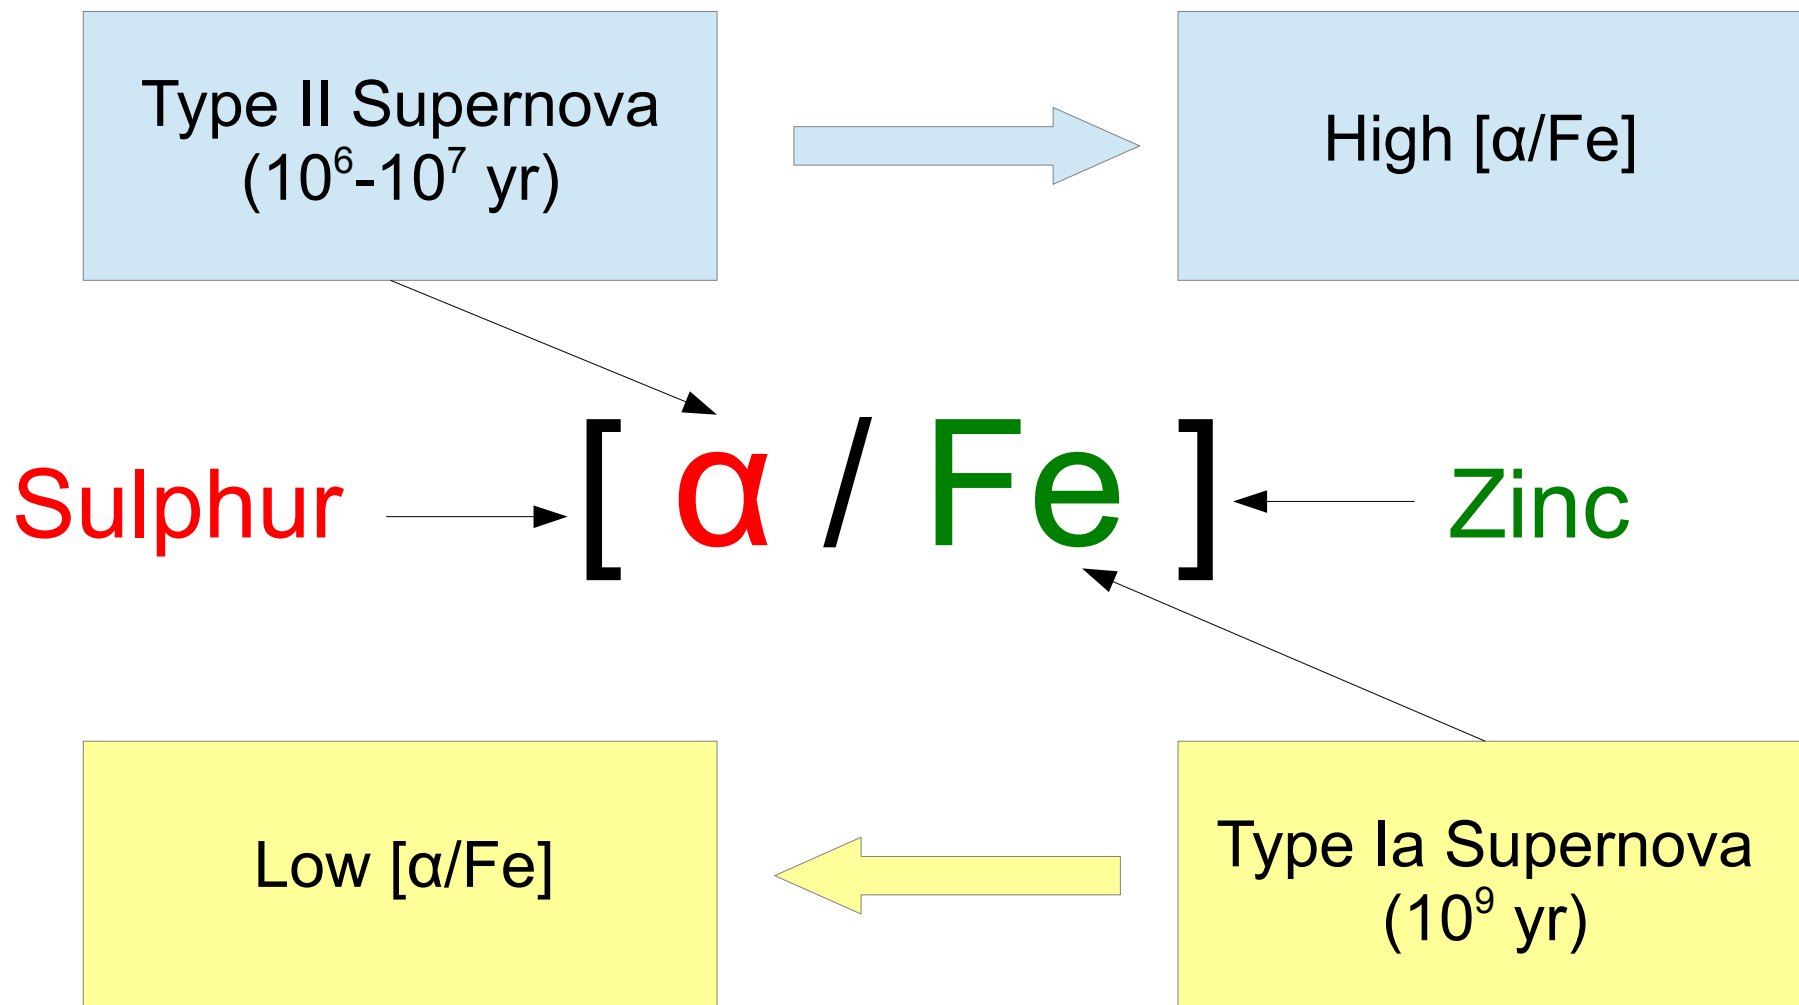 Type II Supernova
(10⁶-10⁷ yr)
High [α/Fe]
Sulphur
[ α / Fe ]
Zinc
Low [α/Fe]
Type Ia Supernova
(10⁹ yr)